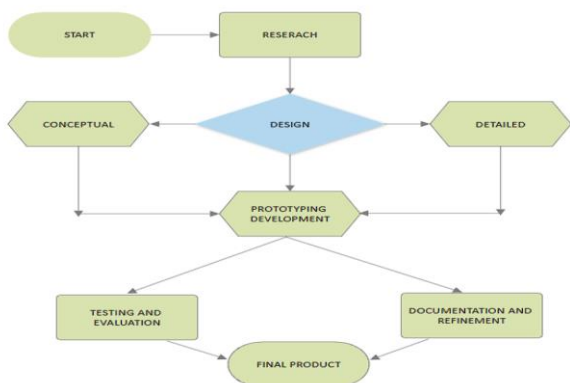 START
RESERACH
CONCEPTUAL
DESIGN
DETAILED
PROTOTYPING
DEVELOPMENT
TESTING AND
EVALUATION
DOCUMENTATION AND
REFINEMENT
FINAL PRODUCT